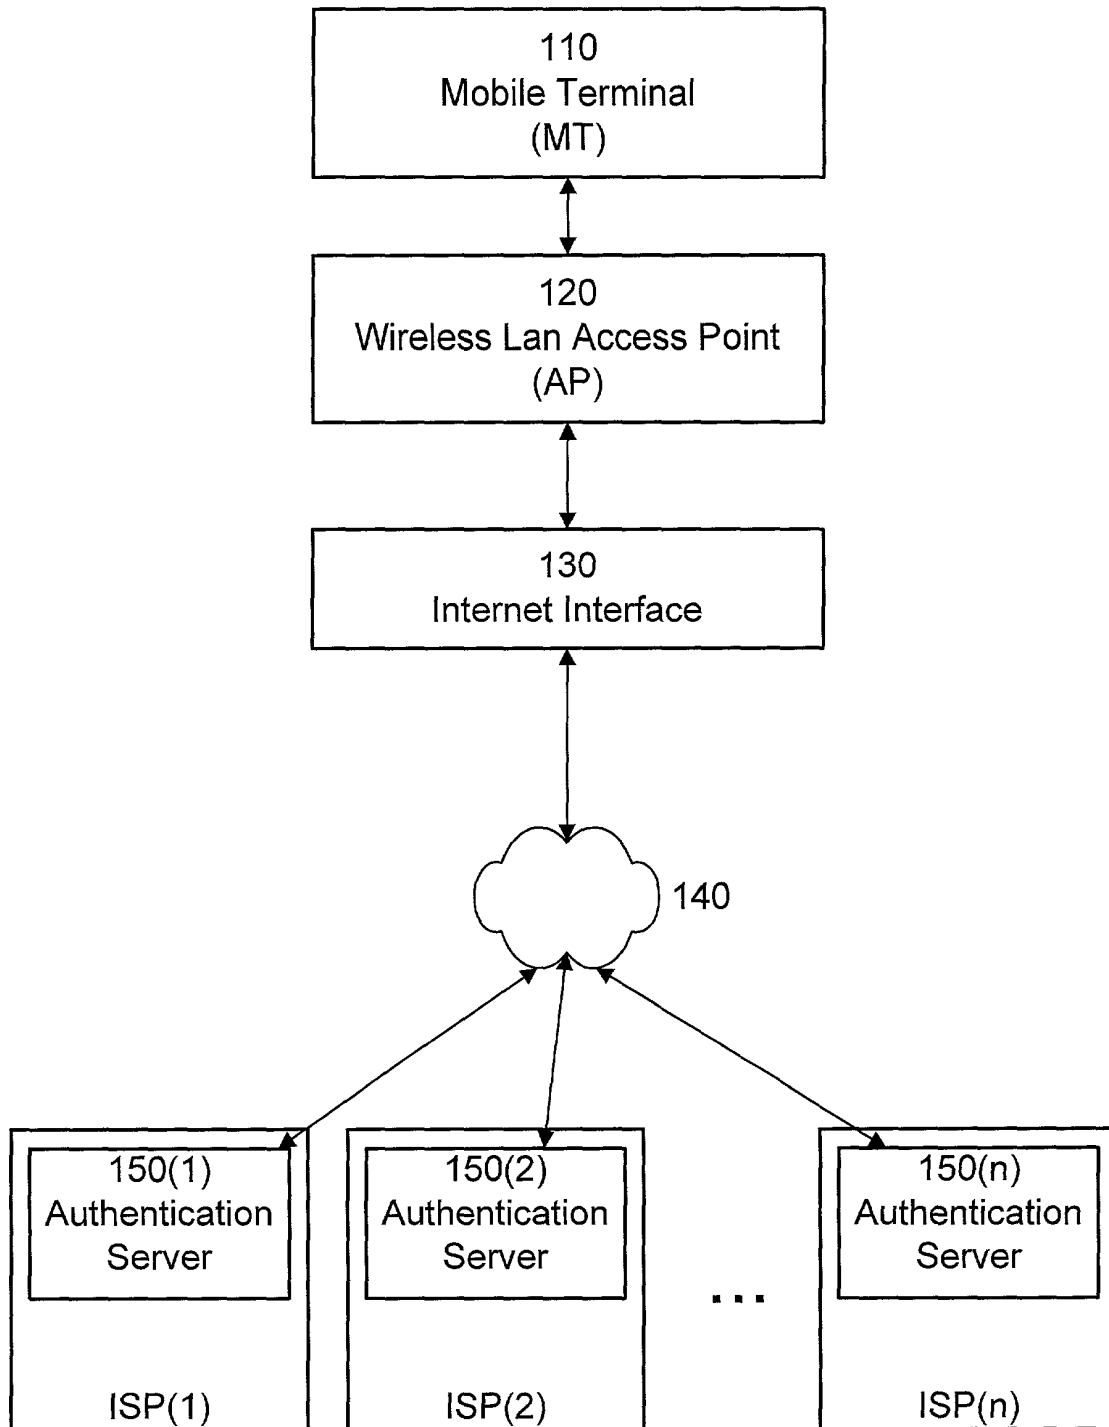 110
Mobile Terminal
(MT)
120
Wireless Lan Access Point
(AP)
130
Internet Interface
140
150(1)
Authentication
Server
ISP(1)
150(2)
Authentication
Server
ISP(2)
...
150(n)
Authentication
Server
ISP(n)